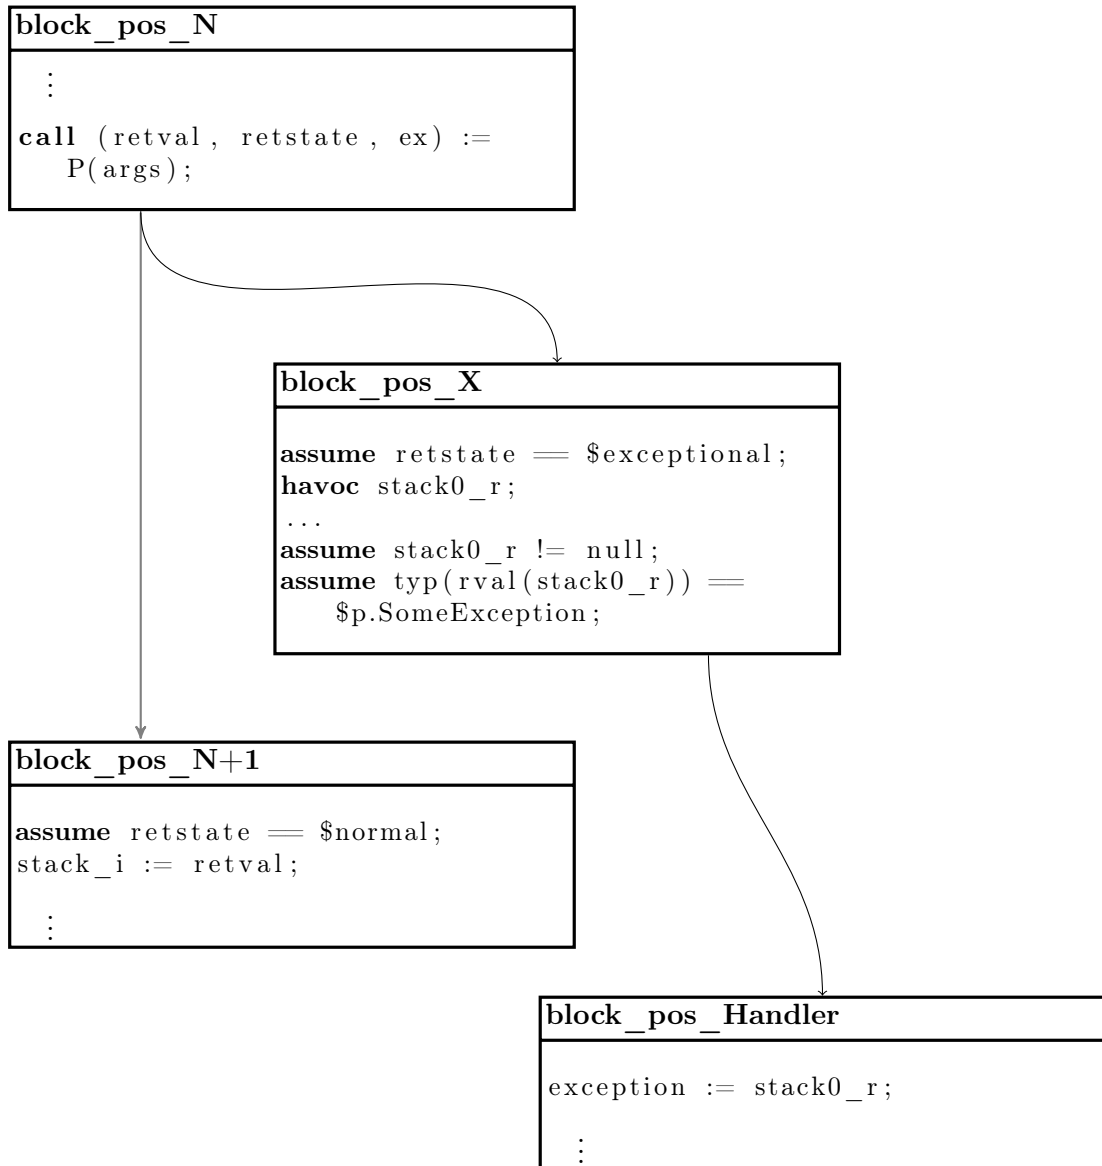 block_pos_N
⋮
call (retval, retstate, ex) :=
P(args);
block_pos_X
assume retstate == $exceptional;
havoc stack0_r;
...
assume stack0_r != null;
assume typ(rval(stack0_r)) ==
$p.SomeException;
block_pos_N+1
assume retstate == $normal;
stack_i := retval;
⋮
block_pos_Handler
exception := stack0_r;
⋮